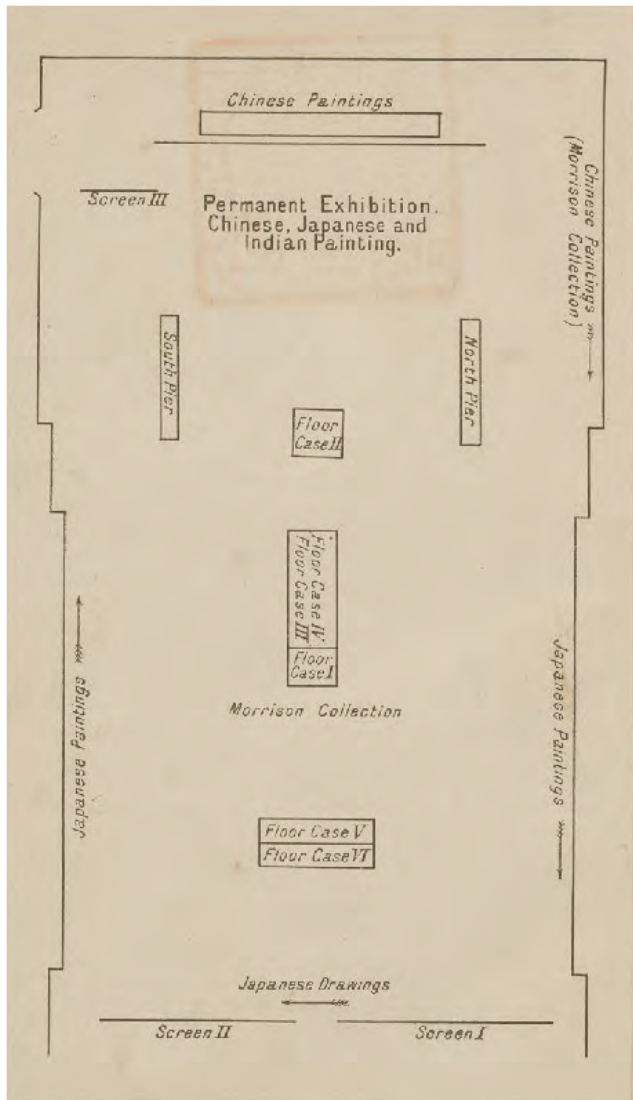 Chinese Paintings
Chinese Paintings
(Morrison Collection)
Screen III
Permanent Exhibition.
Chinese, Japanese and
Indian Painting.
South Pier
North Pier
Floor
Case II
Floor Case IV
Floor Case III
Floor
Case I
Morrison Collection
Japanese Paintings
Japanese Paintings
Floor Case V
Floor Case VI
Japanese Drawings
Screen II
Screen I